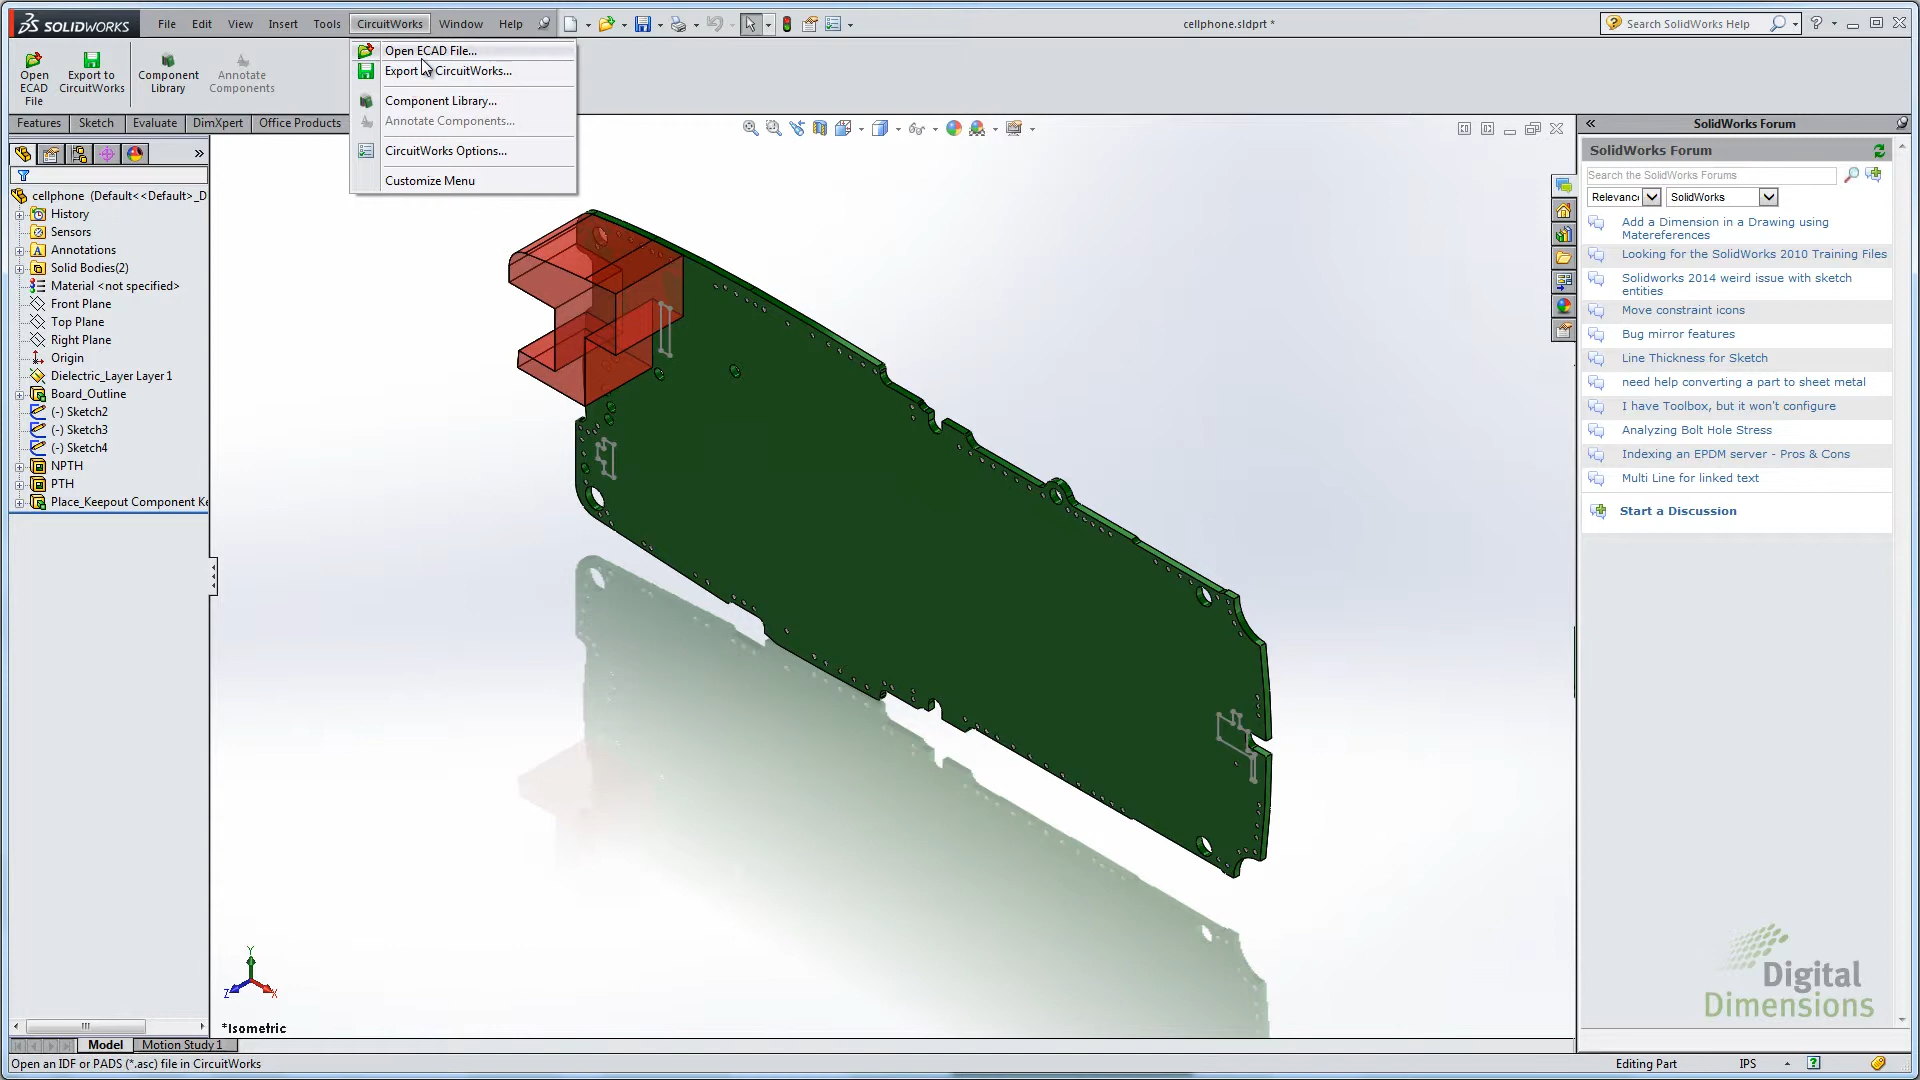 SOLIDWORKS File Edit View Insert Tools CircuitWorks Window Help cellphone.sldprt * Search SolidWorks Help
Open ECAD File
Export to CircuitWorks
Component Library
Annotate Components
Open ECAD File...
Export CircuitWorks...
Component Library...
Annotate Components...
CircuitWorks Options...
Customize Menu
Features Sketch Evaluate DimXpert Office Products
cellphone (Default<<Default>_D
History
Sensors
Annotations
Solid Bodies(2)
Material <not specified>
Front Plane
Top Plane
Right Plane
Origin
Dielectric_Layer Layer 1
Board_Outline
(-) Sketch2
(-) Sketch3
(-) Sketch4
NPTH
PTH
Place_Keepout Component Ke
Y
Z X
*Isometric
Model Motion Study 1
Open an IDF or PADS (*.asc) file in CircuitWorks
Editing Part IPS
SolidWorks Forum
SolidWorks Forum
Search the SolidWorks Forums
Relevanc SolidWorks
Add a Dimension in a Drawing using
Matereferences
Looking for the SolidWorks 2010 Training Files
Solidworks 2014 weird issue with sketch
entities
Move constraint icons
Bug mirror features
Line Thickness for Sketch
need help converting a part to sheet metal
I have Toolbox, but it won't configure
Analyzing Bolt Hole Stress
Indexing an EPDM server - Pros & Cons
Multi Line for linked text
Start a Discussion
Digital
Dimensions